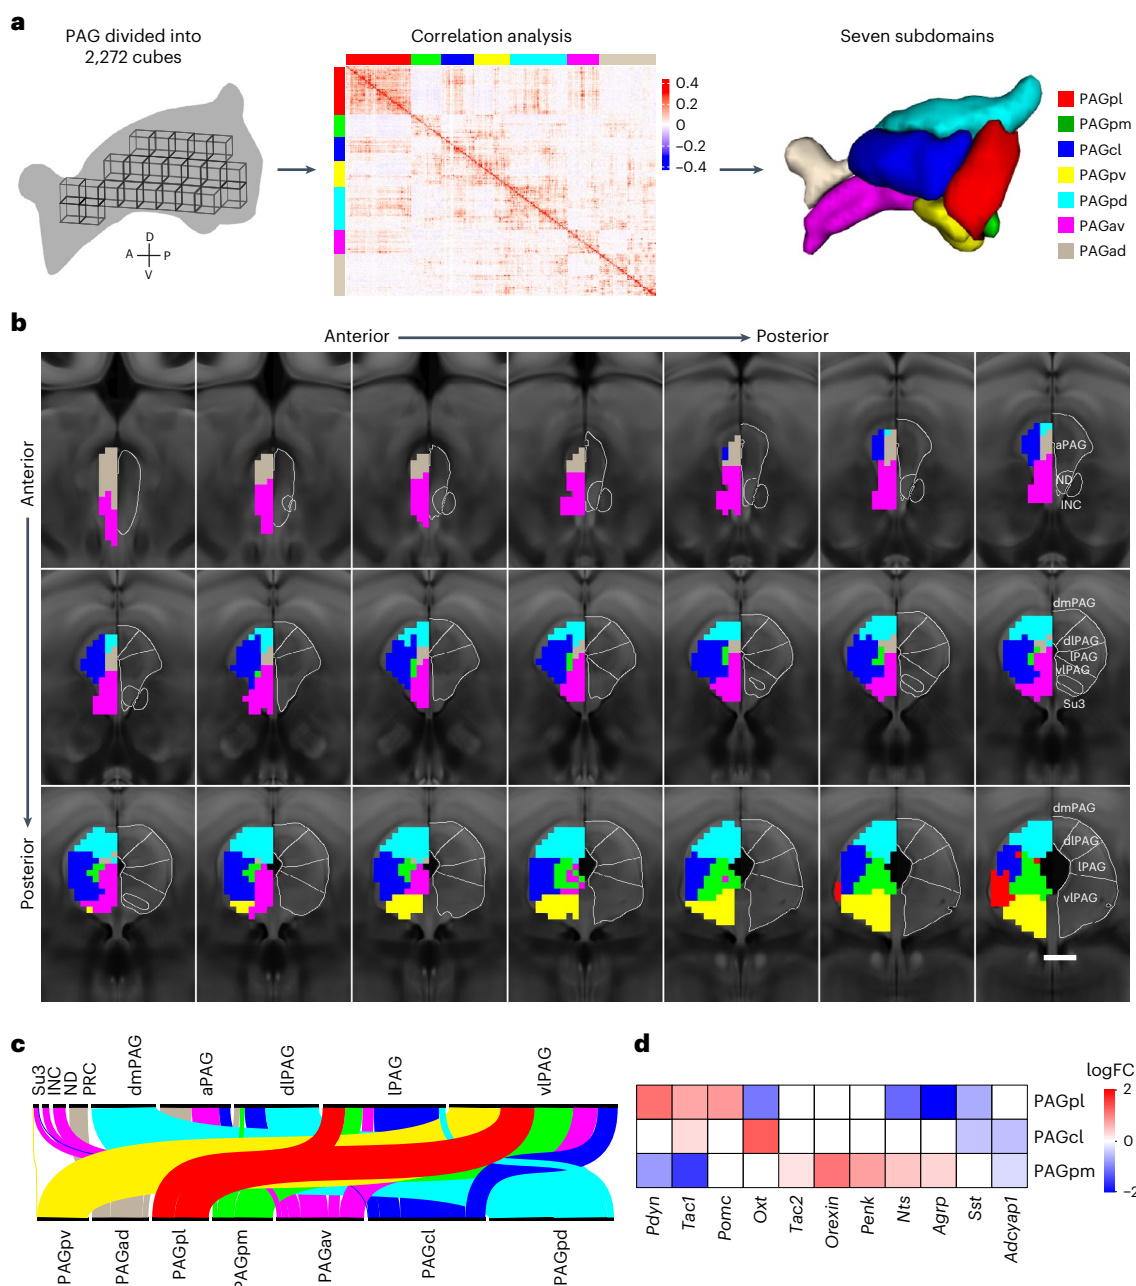 a
PAG divided into
2,272 cubes
Correlation analysis
Seven subdomains
D
A
P
V
0.4
0.2
0
−0.2
−0.4
PAGpl
PAGpm
PAGcl
PAGpv
PAGpd
PAGav
PAGad
b
Anterior
Posterior
Anterior
Posterior
aPAG
ND
INC
dmPAG
dlPAG
lPAG
vlPAG
Su3
dmPAG
dlPAG
lPAG
vlPAG
c
Su3
INC
ND
PRC
dmPAG
aPAG
dlPAG
lPAG
vlPAG
PAGpv
PAGad
PAGpl
PAGpm
PAGav
PAGcl
PAGpd
d
logFC
2
0
−2
PAGpl
PAGcl
PAGpm
Pdyn
Tac1
Pomc
Oxt
Tac2
Orexin
Penk
Nts
Agrp
Sst
Adcyap1